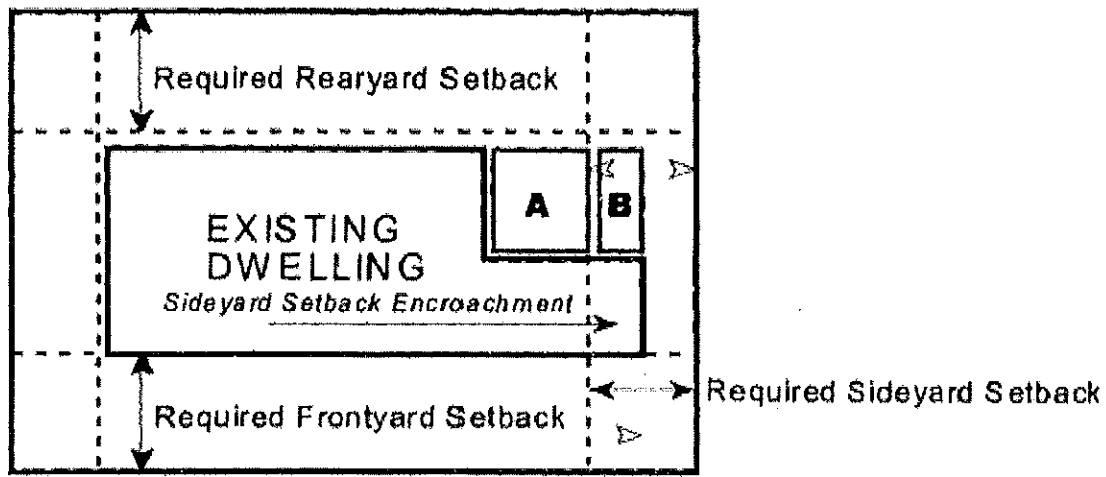 Required Rearyard Setback
A
B
EXISTING
DWELLING
Sideyard Setback Encroachment
Required Sideyard Setback
Required Frontyard Setback